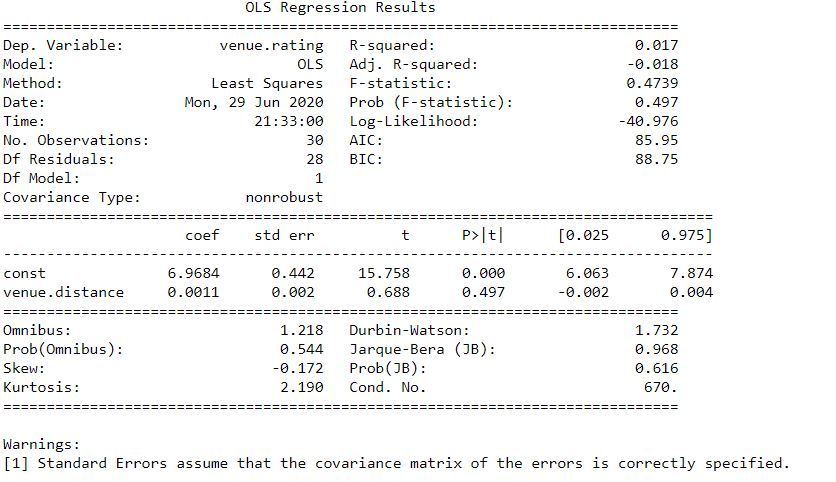 OLS Regression Results
==============================================================================
Dep. Variable:           venue.rating   R-squared:                       0.017
Model:                            OLS   Adj. R-squared:                 -0.018
Method:                 Least Squares   F-statistic:                    0.4739
Date:                Mon, 29 Jun 2020   Prob (F-statistic):              0.497
Time:                        21:33:00   Log-Likelihood:                -40.976
No. Observations:                  30   AIC:                             85.95
Df Residuals:                      28   BIC:                             88.75
Df Model:                           1
Covariance Type:            nonrobust
==================================================================================
                     coef    std err          t      P>|t|      [0.025      0.975]
----------------------------------------------------------------------------------
const              6.9684      0.442     15.758      0.000       6.063       7.874
venue.distance     0.0011      0.002      0.688      0.497      -0.002       0.004
==============================================================================
Omnibus:                        1.218   Durbin-Watson:                   1.732
Prob(Omnibus):                  0.544   Jarque-Bera (JB):                0.968
Skew:                          -0.172   Prob(JB):                        0.616
Kurtosis:                       2.190   Cond. No.                         670.
==============================================================================
Warnings:
[1] Standard Errors assume that the covariance matrix of the errors is correctly specified.